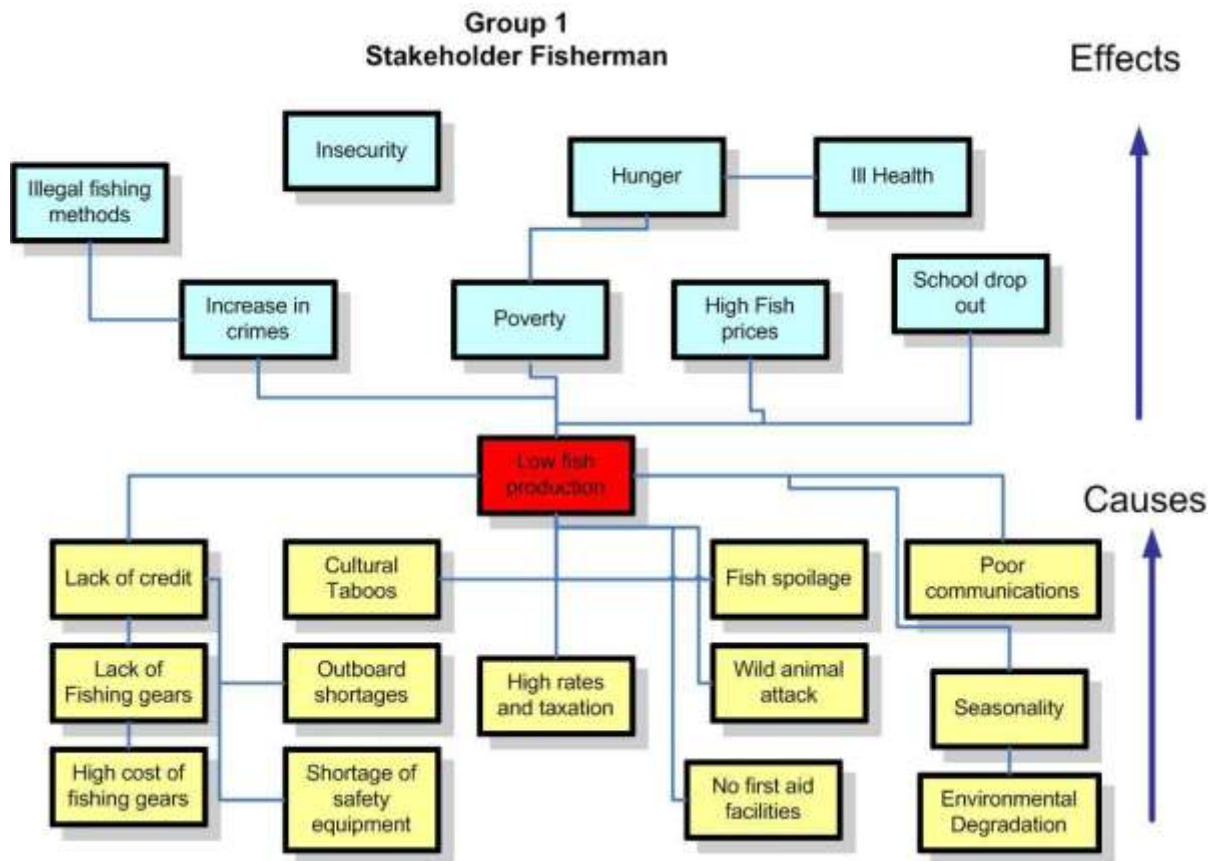 Group 1
Stakeholder Fisherman
Effects
Insecurity
Hunger
Ill Health
Illegal fishing
methods
Increase in
crimes
Poverty
High Fish
prices
School drop
out
Low fish
production
Causes
Lack of credit
Cultural
Taboos
Fish spoilage
Poor
communications
Lack of
Fishing gears
Outboard
shortages
High rates
and taxation
Wild animal
attack
Seasonality
High cost of
fishing gears
Shortage of
safety
equipment
No first aid
facilities
Environmental
Degradation